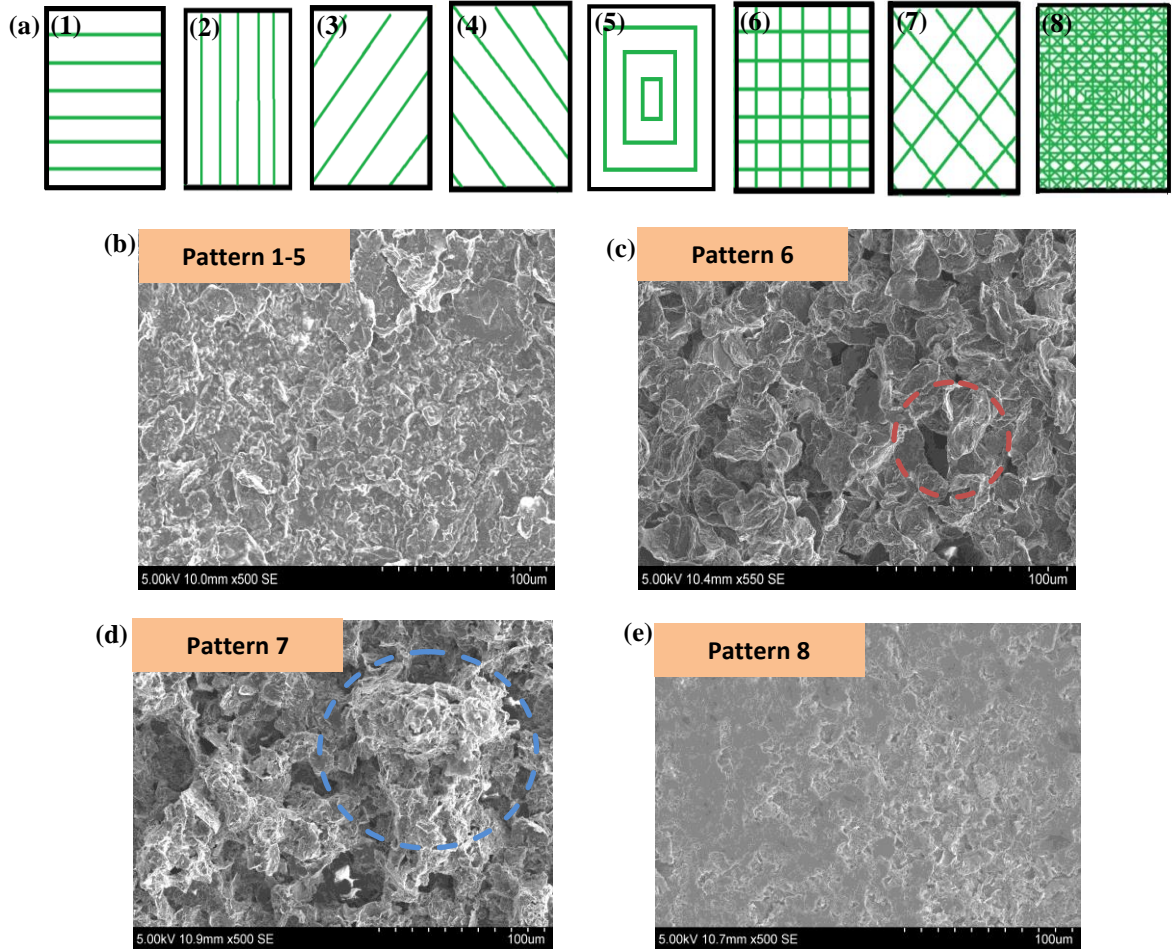 (a) (1) (2) (3) (4) (5) (6) (7) (8)
(b) Pattern 1-5
5.00kV 10.0mm x500 SE 100um
(c) Pattern 6
5.00kV 10.4mm x550 SE 100um
(d) Pattern 7
5.00kV 10.9mm x500 SE 100um
(e) Pattern 8
5.00kV 10.7mm x500 SE 100um